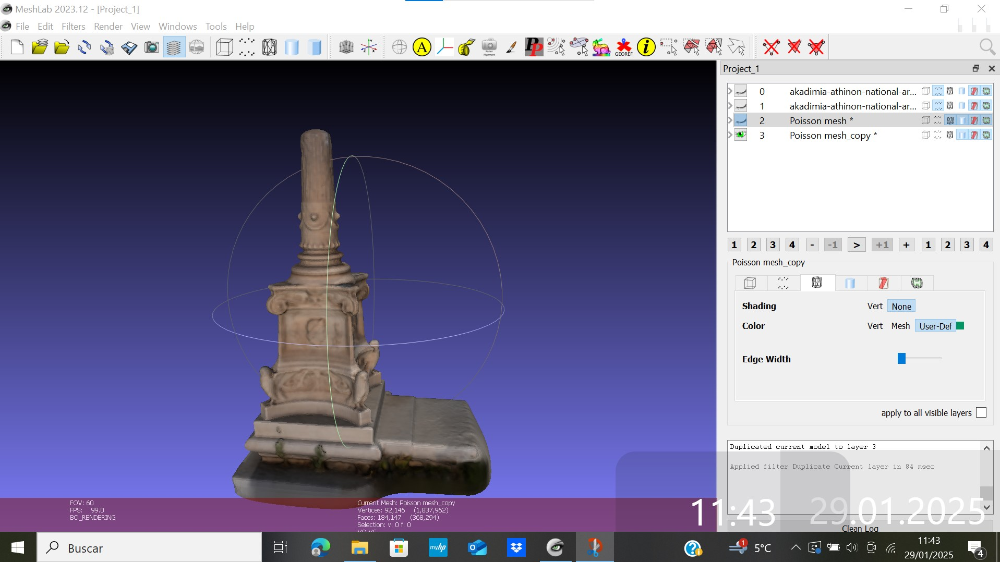 MeshLab 2023.12 - [Project_1]
File Edit Filters Render View Windows Tools Help
A
Raster Alignment
PP
GEOREF
i
Project_1
0 akadimia-athinon-national-ar...
1 akadimia-athinon-national-ar...
2 Poisson mesh *
3 Poisson mesh_copy *
1 2 3 4 - -1 > +1 + 1 2 3 4
Poisson mesh_copy
Shading Vert None
Color Vert Mesh User-Def
Edge Width
apply to all visible layers
Duplicated current model to layer 3
Applied filter Duplicate Current layer in 84 msec
Clean Log
FOV: 60
FPS: 99.0
BO_RENDERING
Current Mesh: Poisson mesh_copy
Vertices: 92,146 (1,837,962)
Faces: 184,147 (368,294)
Selection: v: 0 f: 0
11:43 29.01.2025
Buscar
myhp
1
5°C
11:43
29/01/2025
4